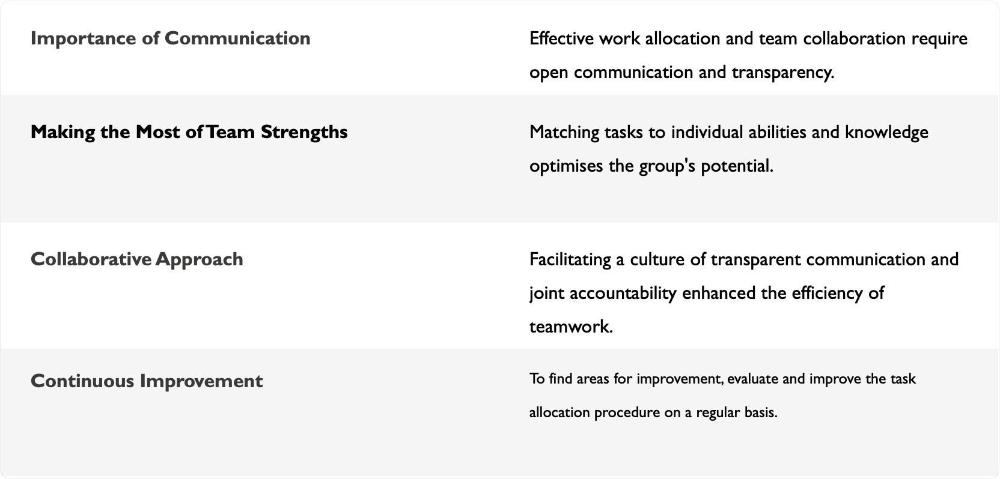 Importance of Communication
Effective work allocation and team collaboration require
open communication and transparency.
Making the Most of Team Strengths
Matching tasks to individual abilities and knowledge
optimises the group's potential.
Collaborative Approach
Facilitating a culture of transparent communication and
joint accountability enhanced the efficiency of
teamwork.
Continuous Improvement
To find areas for improvement, evaluate and improve the task
allocation procedure on a regular basis.